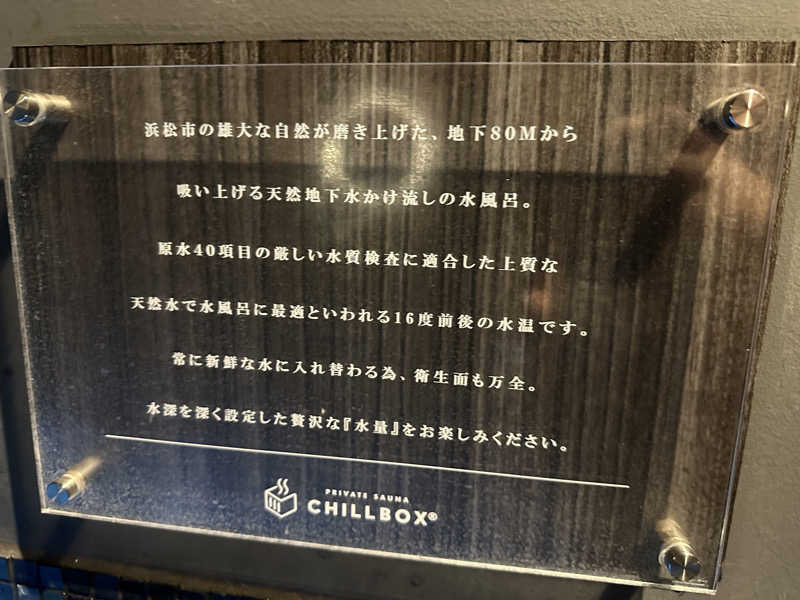 浜松市の雄大な自然が磨き上げた、地下80Mから
吸い上げる天然地下水かけ流しの水風呂。
原水40項目の厳しい水質検査に適合した上質な
天然水で水風呂に最適といわれる16度前後の水温です。
常に新鮮な水に入れ替わる為、衛生面も万全。
水深を深く設定した贅沢な『水量』をお楽しみください。
PRIVATE SAUNA
CHILLBOX®